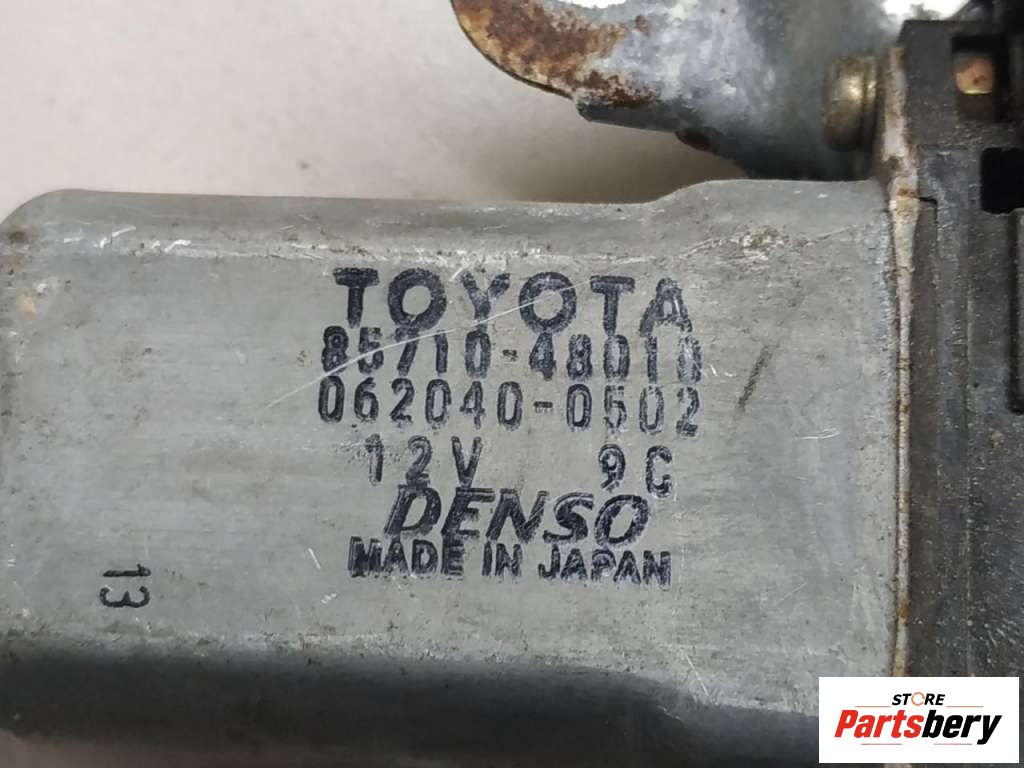 TOYOTA
85710-48010
062040-0502
12V 9C
DENSO
MADE IN JAPAN
13
STORE
Partsbery